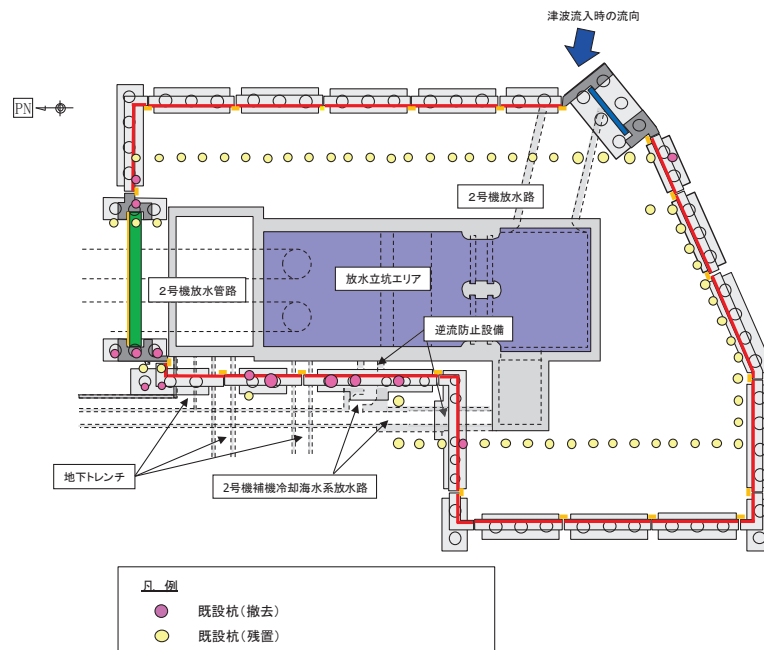 津波流入時の流向
PN
2号機放水路
放水立坑エリア
2号機放水管路
逆流防止設備
地下トレンチ
2号機補機冷却海水系放水路
凡 例
既設杭(撤去)
既設杭(残置)